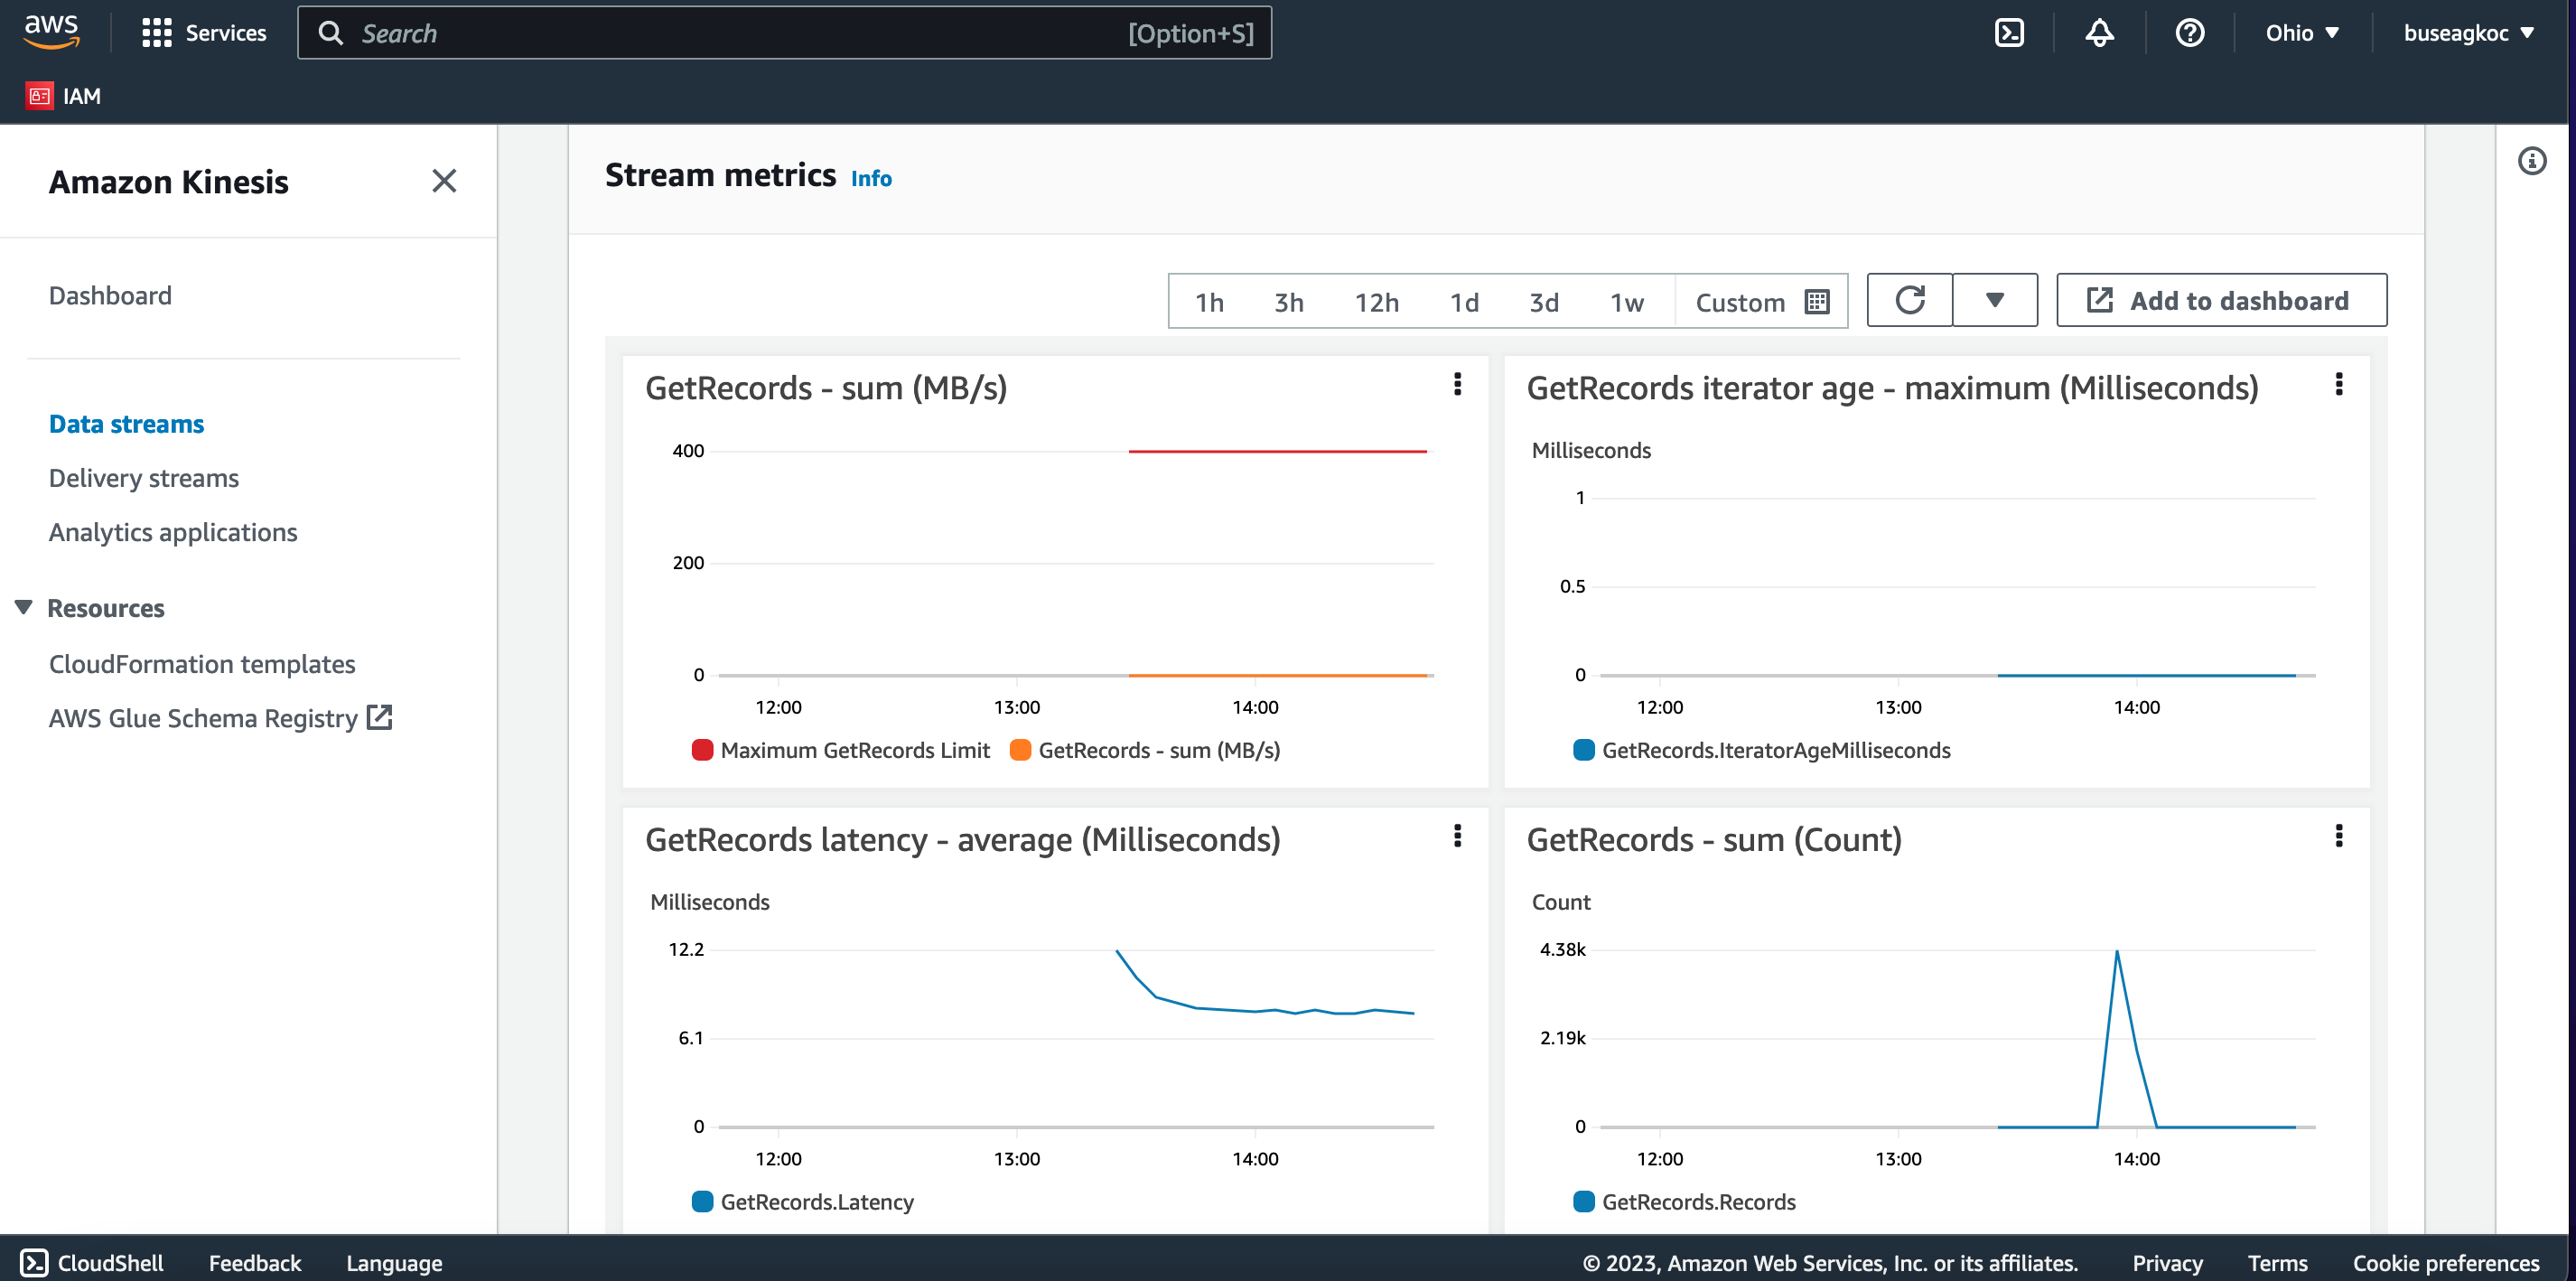 aws
Services
Search [Option+S]
Ohio
buseagkoc
IAM
Amazon Kinesis
Dashboard
Data streams
Delivery streams
Analytics applications
Resources
CloudFormation templates
AWS Glue Schema Registry
Stream metrics Info
1h 3h 12h 1d 3d 1w Custom
Add to dashboard
GetRecords - sum (MB/s)
400
200
0
12:00 13:00 14:00
Maximum GetRecords Limit GetRecords - sum (MB/s)
GetRecords iterator age - maximum (Milliseconds)
Milliseconds
1
0.5
0
12:00 13:00 14:00
GetRecords.IteratorAgeMilliseconds
GetRecords latency - average (Milliseconds)
Milliseconds
12.2
6.1
0
12:00 13:00 14:00
GetRecords.Latency
GetRecords - sum (Count)
Count
4.38k
2.19k
0
12:00 13:00 14:00
GetRecords.Records
CloudShell Feedback Language
© 2023, Amazon Web Services, Inc. or its affiliates. Privacy Terms Cookie preferences